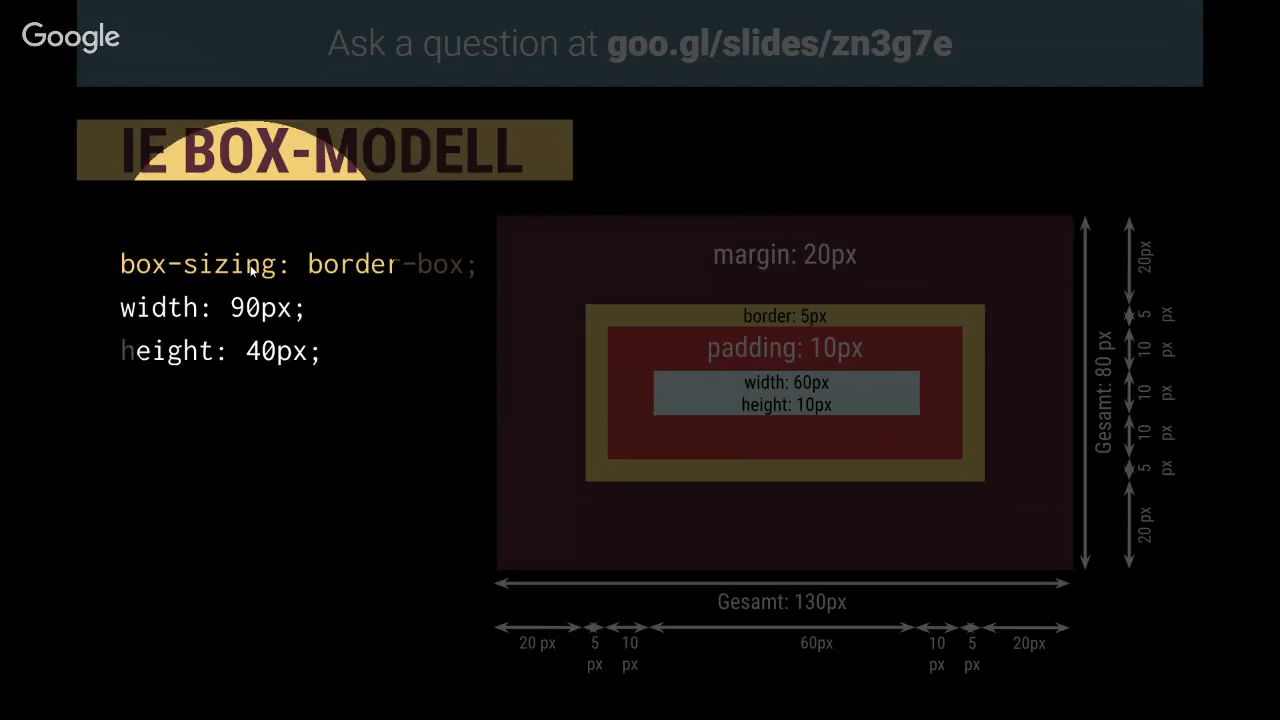 Google
Ask a question at goo.gl/slides/zn3g7e
IE BOX-MODELL
box-sizing: border-box;
width: 90px;
height: 40px;
margin: 20px
border: 5px
padding: 10px
width: 60px
height: 10px
Gesamt: 80 px
20px
5 px
10 px
10 px
10 px
5 px
20 px
Gesamt: 130px
20 px
5 px
10 px
60px
10 px
5 px
20px